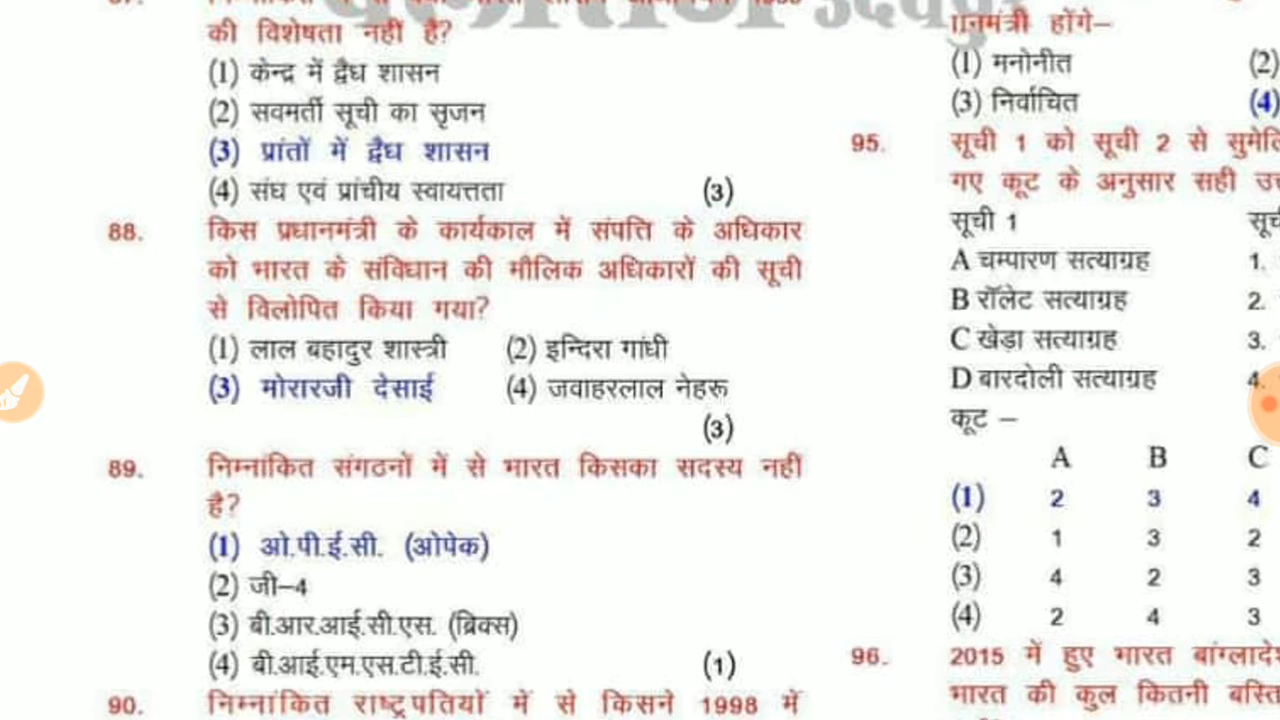 की विशेषता नहीं है?
(1) केन्द्र में द्वैध शासन
(2) सवमर्ती सूची का सृजन
(3) प्रांतों में द्वैध शासन
(4) संघ एवं प्रांचीय स्वायत्तता (3)
88. किस प्रधानमंत्री के कार्यकाल में संपत्ति के अधिकार
को भारत के संविधान की मौलिक अधिकारों की सूची
से विलोपित किया गया?
(1) लाल बहादुर शास्त्री (2) इन्दिरा गांधी
(3) मोरारजी देसाई (4) जवाहरलाल नेहरू
(3)
89. निम्नांकित संगठनों में से भारत किसका सदस्य नहीं
है?
(1) ओ.पी.ई.सी. (ओपेक)
(2) जी–4
(3) बी.आर.आई.सी.एस. (ब्रिक्स)
(4) बी.आई.एम.एस.टी.ई.सी. (1)
90. निम्नांकित राष्ट्रपतियों में से किसने 1998 में
होंगे–
(1) मनोनीत (2)
(3) निर्वाचित (4)
95. सूची 1 को सूची 2 से
गए कूट के अनुसार सही
सूची 1
A चम्पारण सत्याग्रह 1.
B रॉलेट सत्याग्रह 2.
C खेड़ा सत्याग्रह 3.
D बारदोली सत्याग्रह 4.
कूट –
A B C
(1) 2 3 4
(2) 1 3 2
(3) 4 2 3
(4) 2 4 3
96. 2015 में हुए भारत
भारत की कुल कितनी